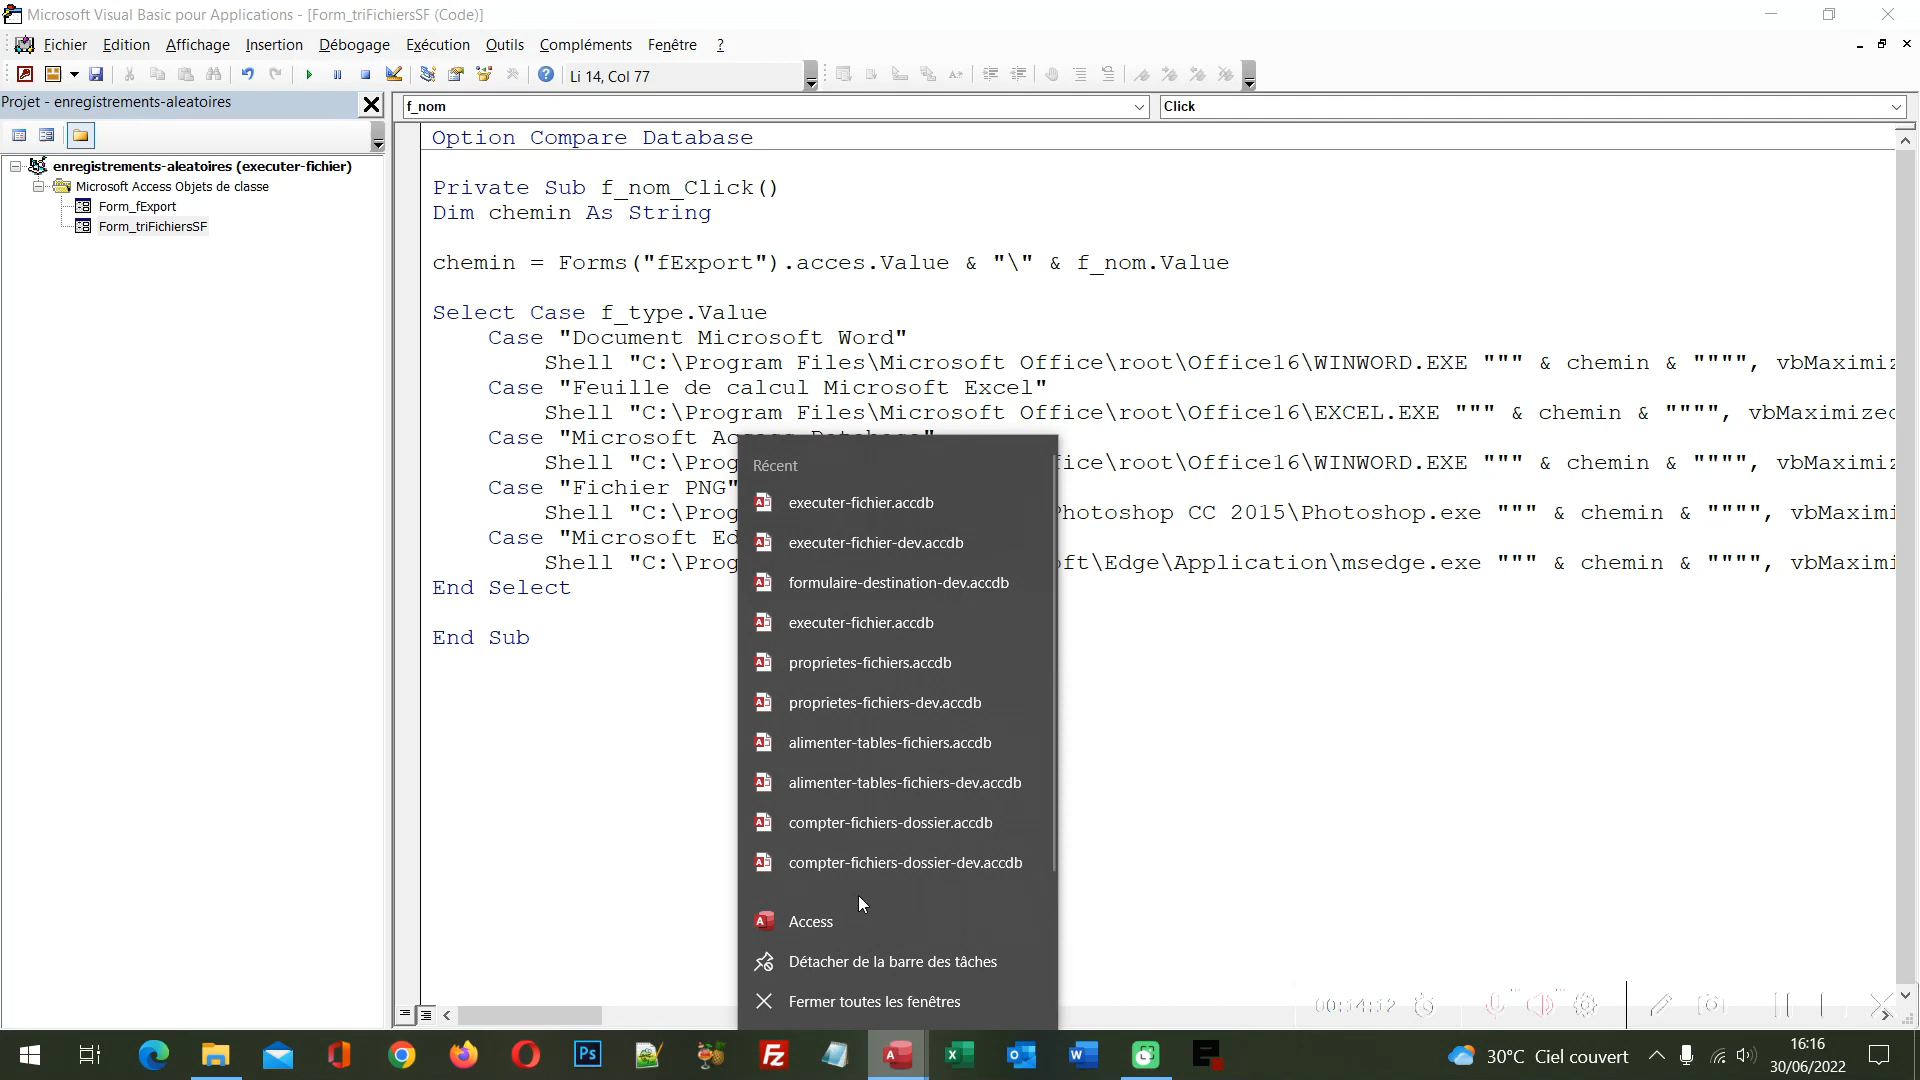 Microsoft Visual Basic pour Applications - [Form_triFichiersSF (Code)]
Fichier Edition Affichage Insertion Débogage Exécution Outils Compléments Fenêtre ?
Li 14, Col 77
Projet - enregistrements-aleatoires
f_nom
Click
enregistrements-aleatoires (executer-fichier)
Microsoft Access Objets de classe
Form_fExport
Form_triFichiersSF
Option Compare Database
Private Sub f_nom_Click()
Dim chemin As String
chemin = Forms("fExport").acces.Value & "\" & f_nom.Value
Select Case f_type.Value
Case "Document Microsoft Word"
Shell "C:\Program Files\Microsoft Office\root\Office16\WINWORD.EXE """ & chemin & """", vbMaximiz
Case "Feuille de calcul Microsoft Excel"
Shell "C:\Program Files\Microsoft Office\root\Office16\EXCEL.EXE """ & chemin & """", vbMaximized
Case "Microsoft Access Database"
Shell "C:\Prog ice\root\Office16\WINWORD.EXE """ & chemin & """", vbMaximiz
Case "Fichier PNG"
Shell "C:\Prog hotoshop CC 2015\Photoshop.exe """ & chemin & """", vbMaximi
Case "Microsoft Ed
Shell "C:\Prog ft\Edge\Application\msedge.exe """ & chemin & """", vbMaximi
End Select
End Sub
Récent
executer-fichier.accdb
executer-fichier-dev.accdb
formulaire-destination-dev.accdb
executer-fichier.accdb
proprietes-fichiers.accdb
proprietes-fichiers-dev.accdb
alimenter-tables-fichiers.accdb
alimenter-tables-fichiers-dev.accdb
compter-fichiers-dossier.accdb
compter-fichiers-dossier-dev.accdb
Access
Détacher de la barre des tâches
Fermer toutes les fenêtres
00:14:12
30°C Ciel couvert
16:16
30/06/2022